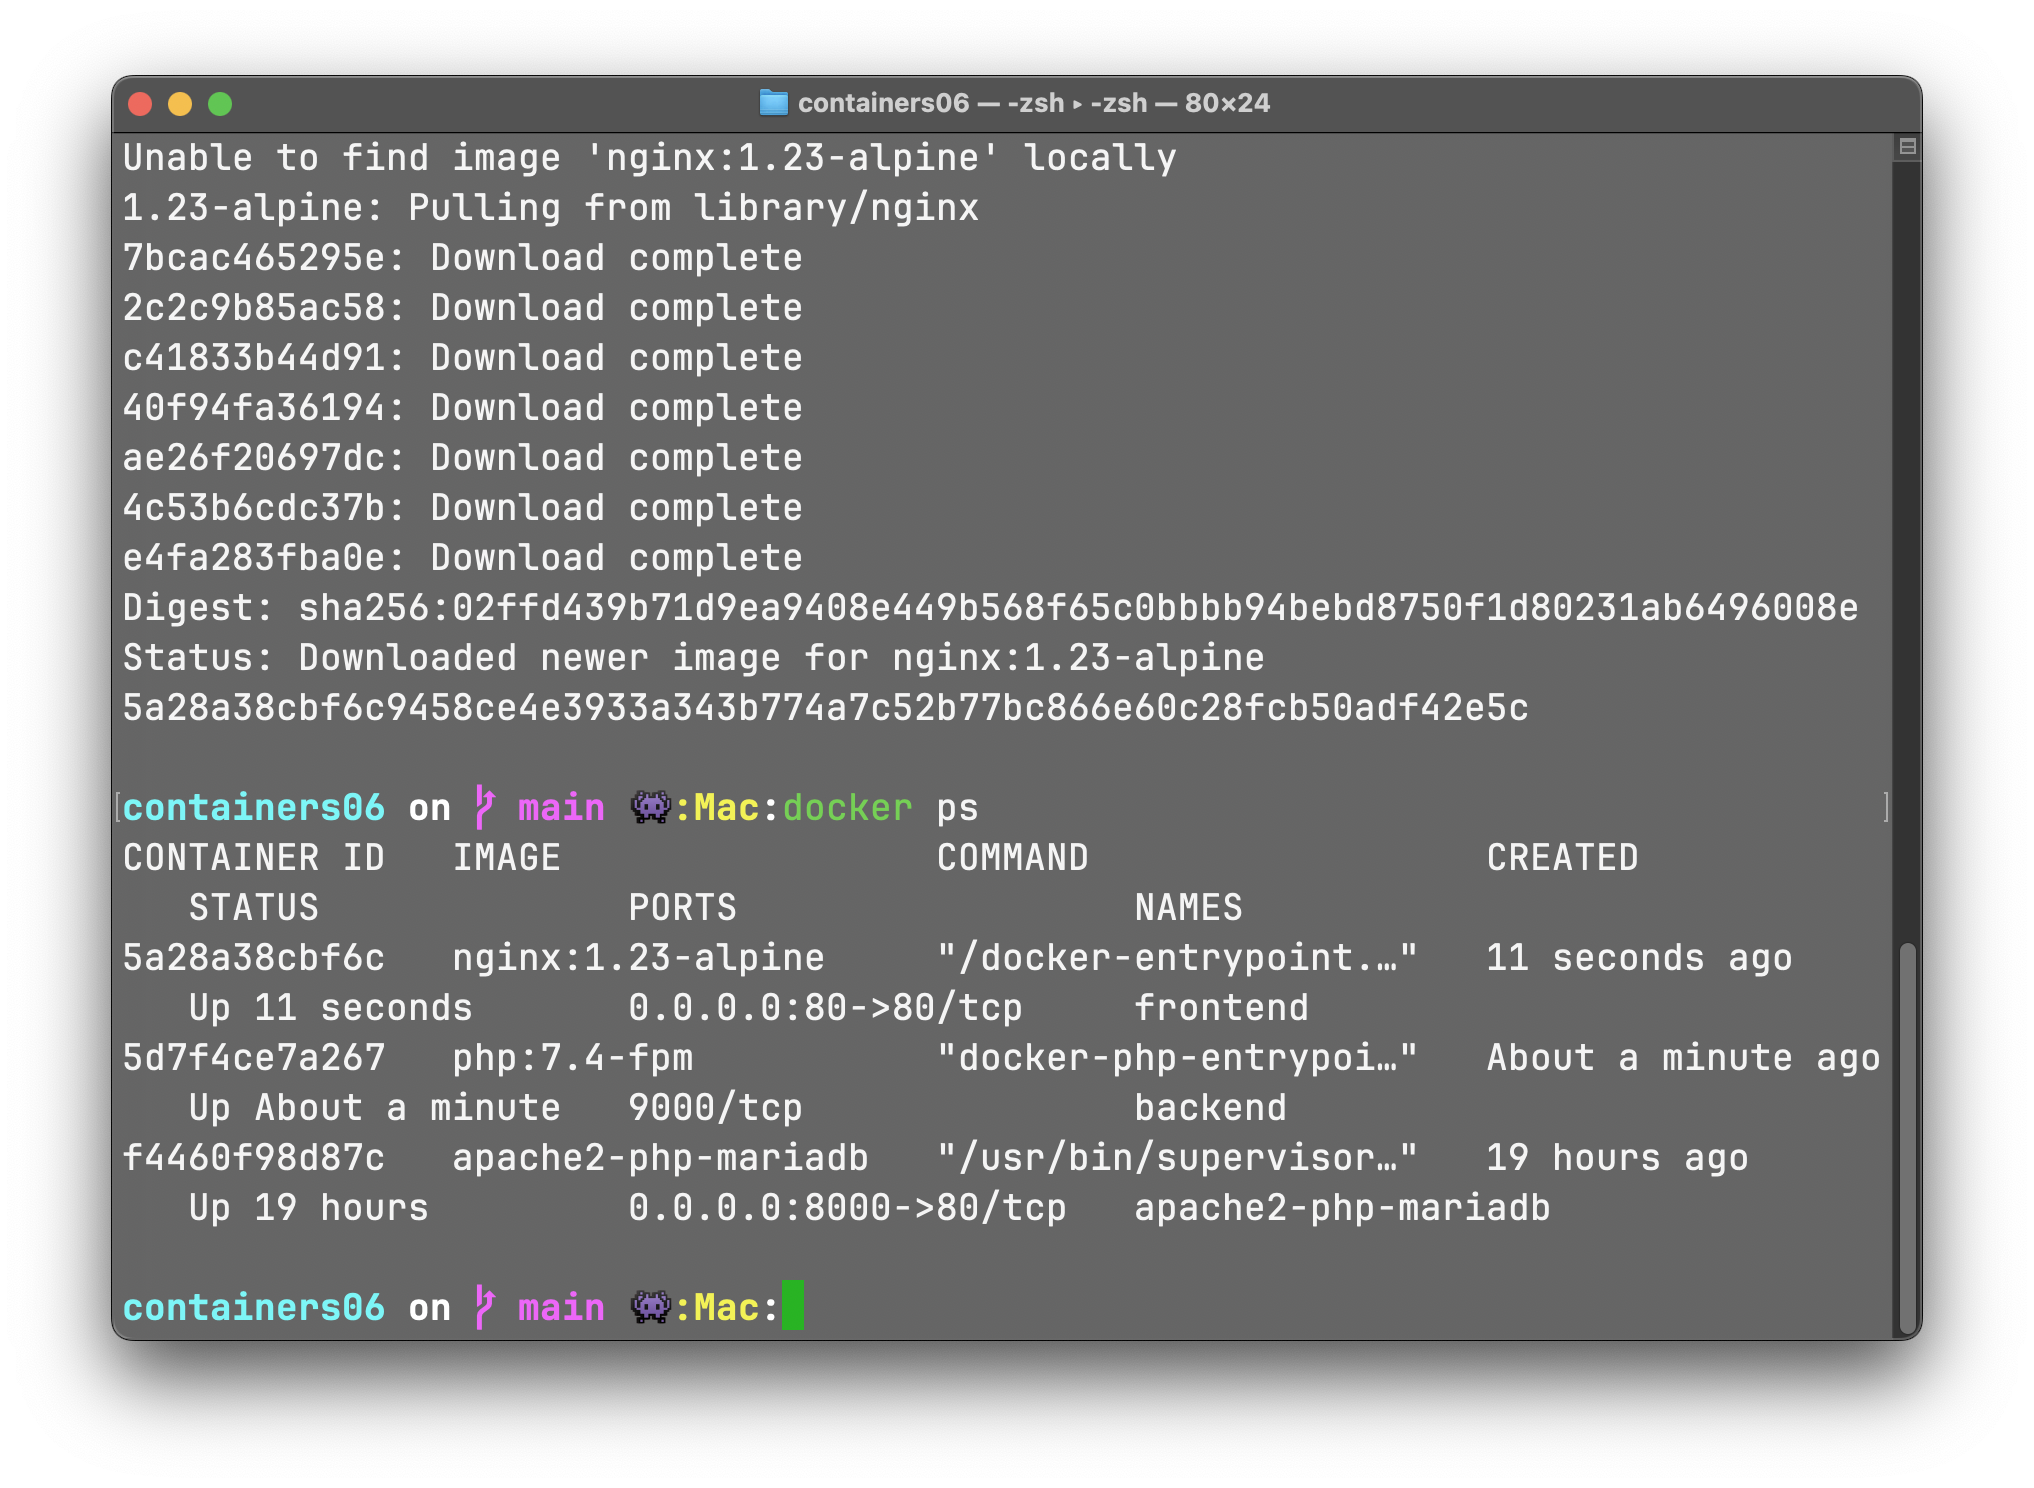 containers06 — -zsh ▸ -zsh — 80×24
Unable to find image 'nginx:1.23-alpine' locally
1.23-alpine: Pulling from library/nginx
7bcac465295e: Download complete
2c2c9b85ac58: Download complete
c41833b44d91: Download complete
40f94fa36194: Download complete
ae26f20697dc: Download complete
4c53b6cdc37b: Download complete
e4fa283fba0e: Download complete
Digest: sha256:02ffd439b71d9ea9408e449b568f65c0bbbb94bebd8750f1d80231ab6496008e
Status: Downloaded newer image for nginx:1.23-alpine
5a28a38cbf6c9458ce4e3933a343b774a7c52b77bc866e60c28fcb50adf42e5c
[containers06 on main 👾:Mac:docker ps ]
CONTAINER ID   IMAGE                 COMMAND                  CREATED
   STATUS              PORTS                  NAMES
5a28a38cbf6c   nginx:1.23-alpine     "/docker-entrypoint.…"   11 seconds ago
   Up 11 seconds       0.0.0.0:80->80/tcp     frontend
5d7f4ce7a267   php:7.4-fpm           "docker-php-entrypoi…"   About a minute ago
   Up About a minute   9000/tcp               backend
f4460f98d87c   apache2-php-mariadb   "/usr/bin/supervisor…"   19 hours ago
   Up 19 hours         0.0.0.0:8000->80/tcp   apache2-php-mariadb
containers06 on main 👾:Mac: